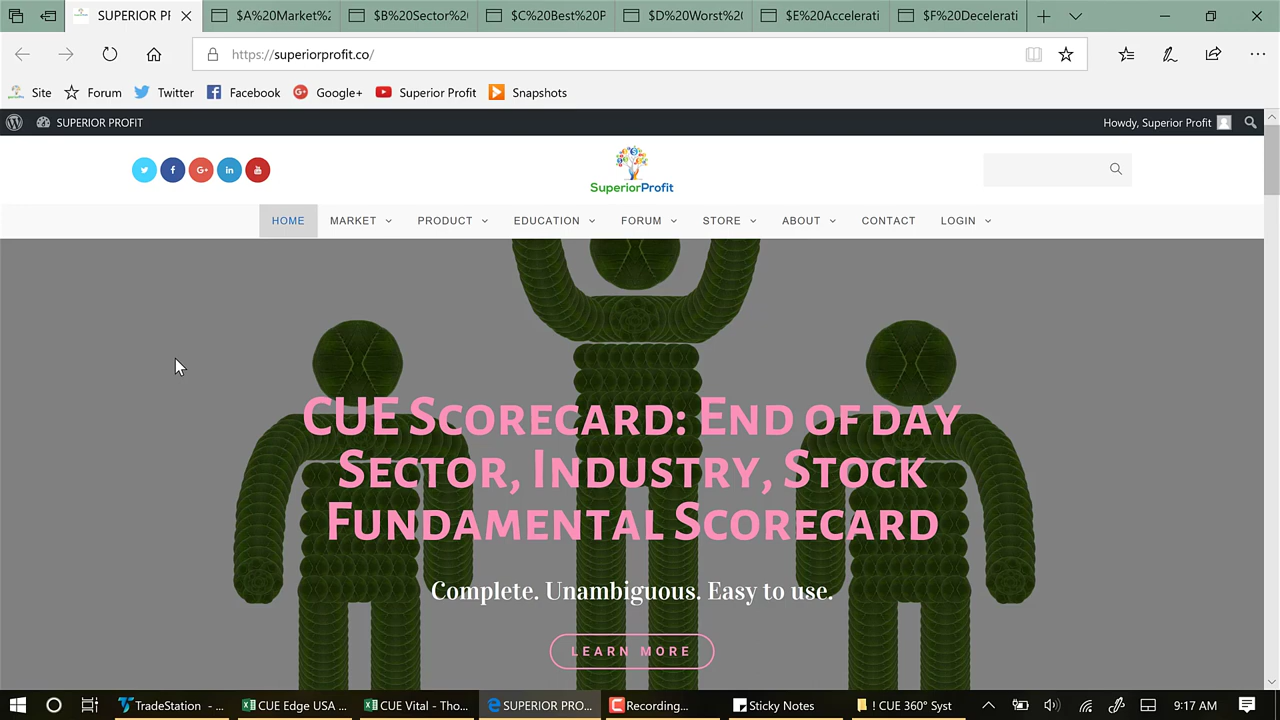 SUPERIOR PF
$A%20Market%2
$B%20Sector%2
$C%20Best%20P
$D%20Worst%2
$E%20Accelerati
$F%20Decelerati
https://superiorprofit.co/
Site Forum Twitter Facebook Google+ Superior Profit Snapshots
SUPERIOR PROFIT
Howdy, Superior Profit
SuperiorProfit
HOME MARKET PRODUCT EDUCATION FORUM STORE ABOUT CONTACT LOGIN
CUE Scorecard: End of day
Sector, Industry, Stock
Fundamental Scorecard
Complete. Unambiguous. Easy to use.
LEARN MORE
TradeStation - ... CUE Edge USA ... CUE Vital - Tho... SUPERIOR PRO... Recording... Sticky Notes ! CUE 360° Syst 9:17 AM